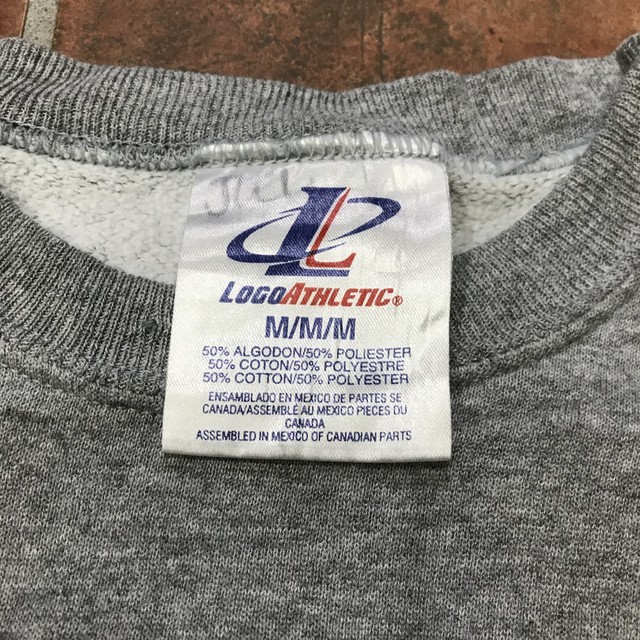 L
LOGOATHLETIC®
M/M/M
50% ALGODON/50% POLIESTER
50% COTON/50% POLYESTRE
50% COTTON/50% POLYESTER
ENSAMBLADO EN MEXICO DE PARTES SE
CANADA/ASSEMBLÉ AU MEXICO PIECES DU
CANADA
ASSEMBLED IN MEXICO OF CANADIAN PARTS